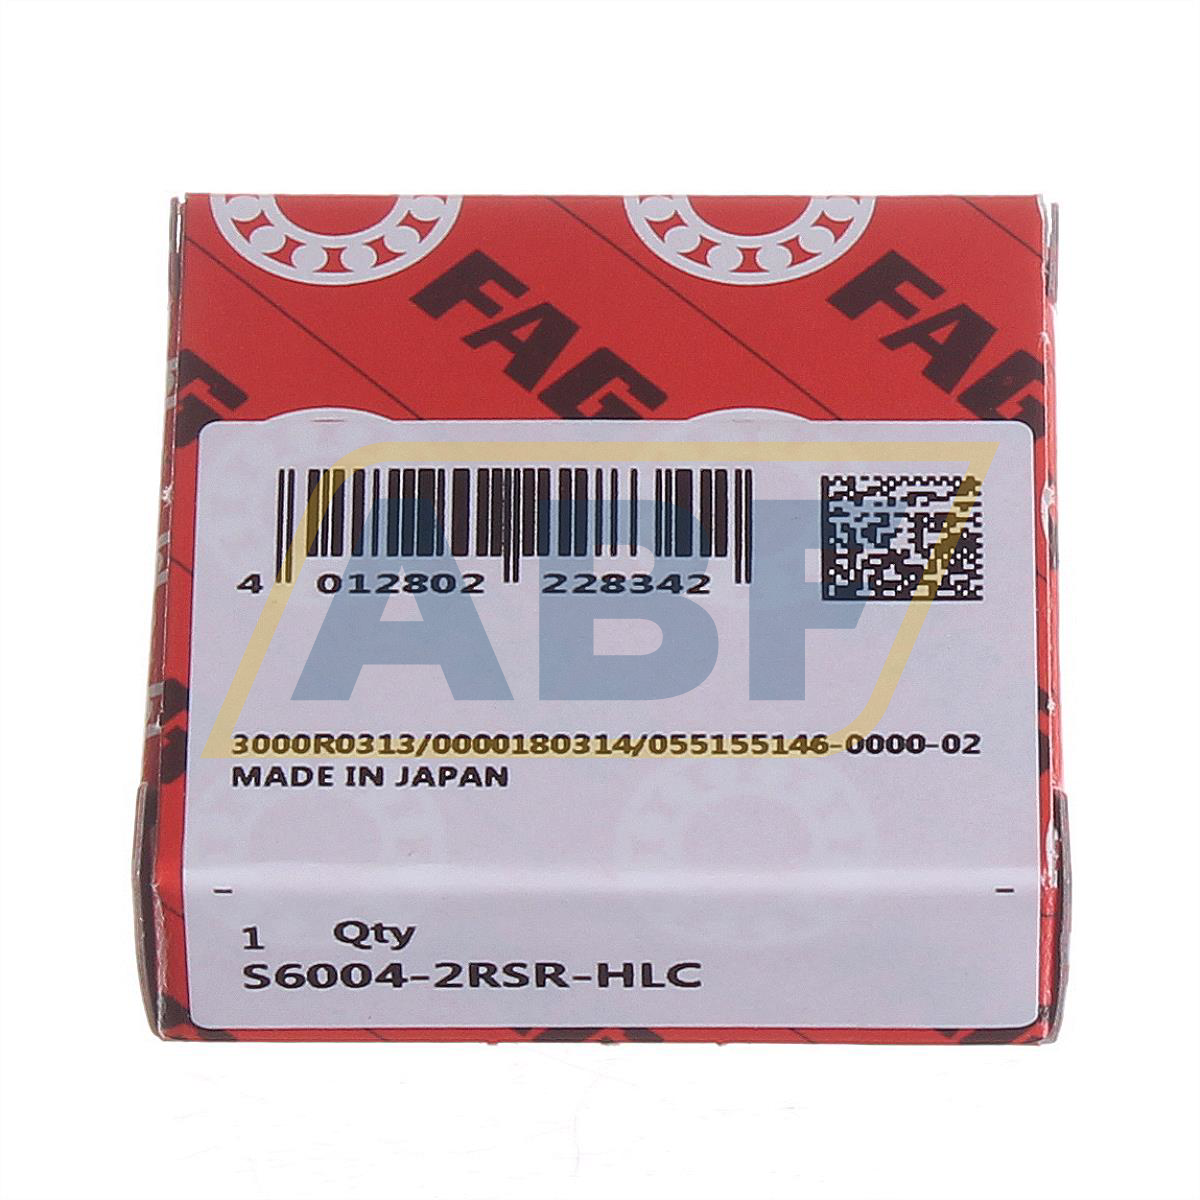 FAG
FAG
4 012802 228342
ABF
3000R0313/0000180314/055155146-0000-02
MADE IN JAPAN
1 Qty
S6004-2RSR-HLC